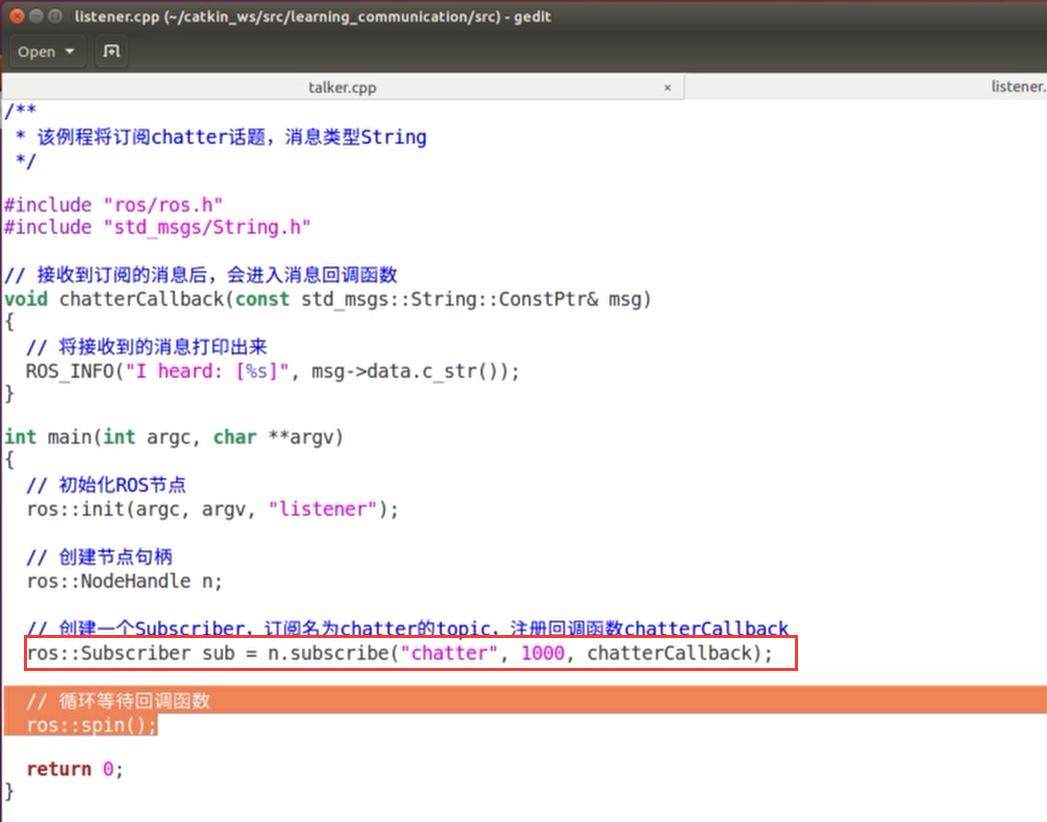 listener.cpp (~/catkin_ws/src/learning_communication/src) - gedit
Open
talker.cpp × listener.
/**
 * 该例程将订阅chatter话题，消息类型String
 */
#include "ros/ros.h"
#include "std_msgs/String.h"
// 接收到订阅的消息后，会进入消息回调函数
void chatterCallback(const std_msgs::String::ConstPtr& msg)
{
  // 将接收到的消息打印出来
  ROS_INFO("I heard: [%s]", msg->data.c_str());
}
int main(int argc, char **argv)
{
  // 初始化ROS节点
  ros::init(argc, argv, "listener");
  // 创建节点句柄
  ros::NodeHandle n;
  // 创建一个Subscriber，订阅名为chatter的topic，注册回调函数chatterCallback
  ros::Subscriber sub = n.subscribe("chatter", 1000, chatterCallback);
  // 循环等待回调函数
  ros::spin();
  return 0;
}